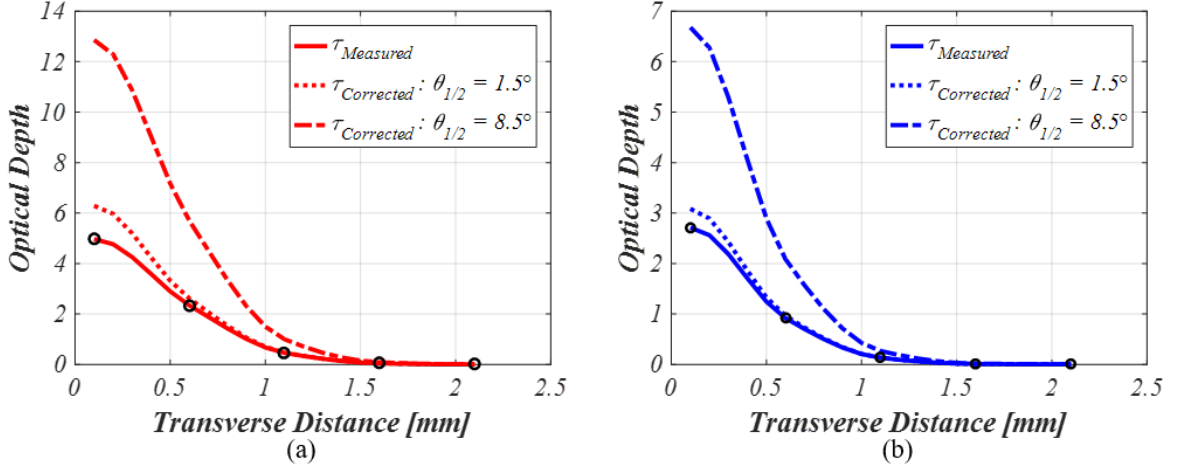 14
12
10
8
6
4
2
0
Optical Depth
τMeasured
τCorrected: θ1/2 = 1.5°
τCorrected: θ1/2 = 8.5°
0 0.5 1 1.5 2 2.5
Transverse Distance [mm]
(a)
7
6
5
4
3
2
1
0
Optical Depth
τMeasured
τCorrected: θ1/2 = 1.5°
τCorrected: θ1/2 = 8.5°
0 0.5 1 1.5 2 2.5
Transverse Distance [mm]
(b)